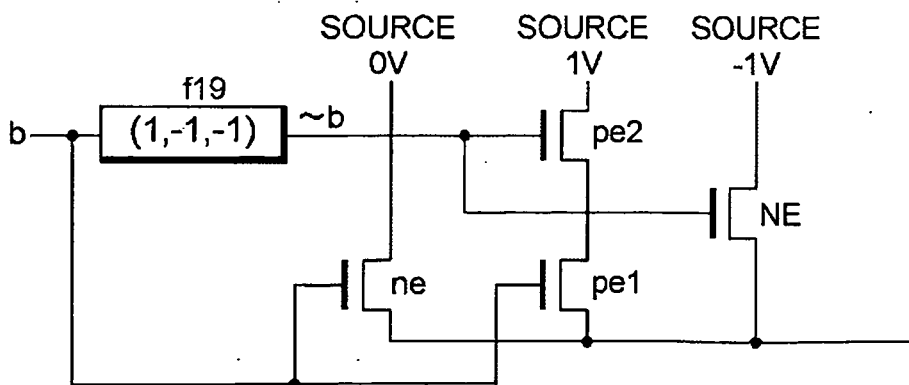 SOURCE
0V
SOURCE
1V
SOURCE
-1V
f19
b
(1,-1,-1)
~b
pe2
NE
ne
pe1